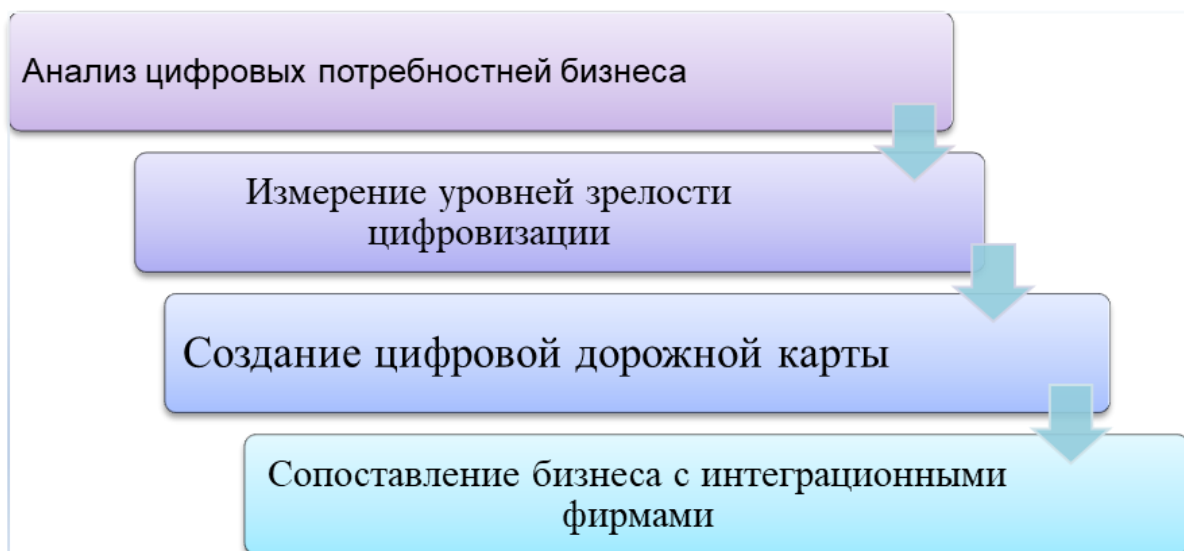 Анализ цифровых потребностней бизнеса
Измерение уровней зрелости
цифровизации
Создание цифровой дорожной карты
Сопоставление бизнеса с интеграционными
фирмами